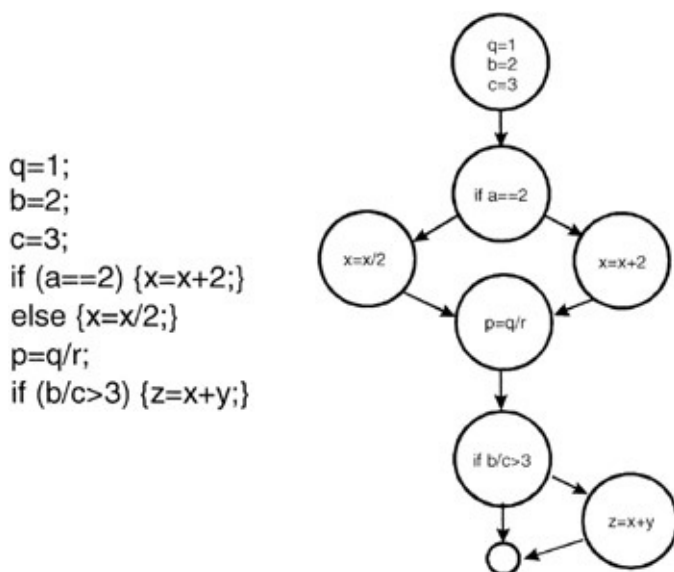 q=1;
b=2;
c=3;
if (a==2) {x=x+2;}
else {x=x/2;}
p=q/r;
if (b/c>3) {z=x+y;}
q=1
b=2
c=3
if a==2
x=x/2
x=x+2
p=q/r
if b/c>3
z=x+y